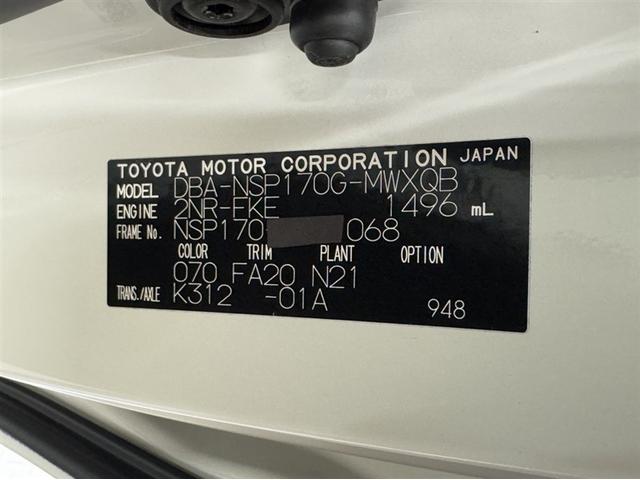 TOYOTA MOTOR CORPORATION JAPAN
MODEL DBA-NSP170G-MWXQB
ENGINE 2NR-FKE 1496 mL
FRAME No. NSP170 068
COLOR TRIM PLANT OPTION
070 FA20 N21
TRANS./AXLE K312 -01A
948